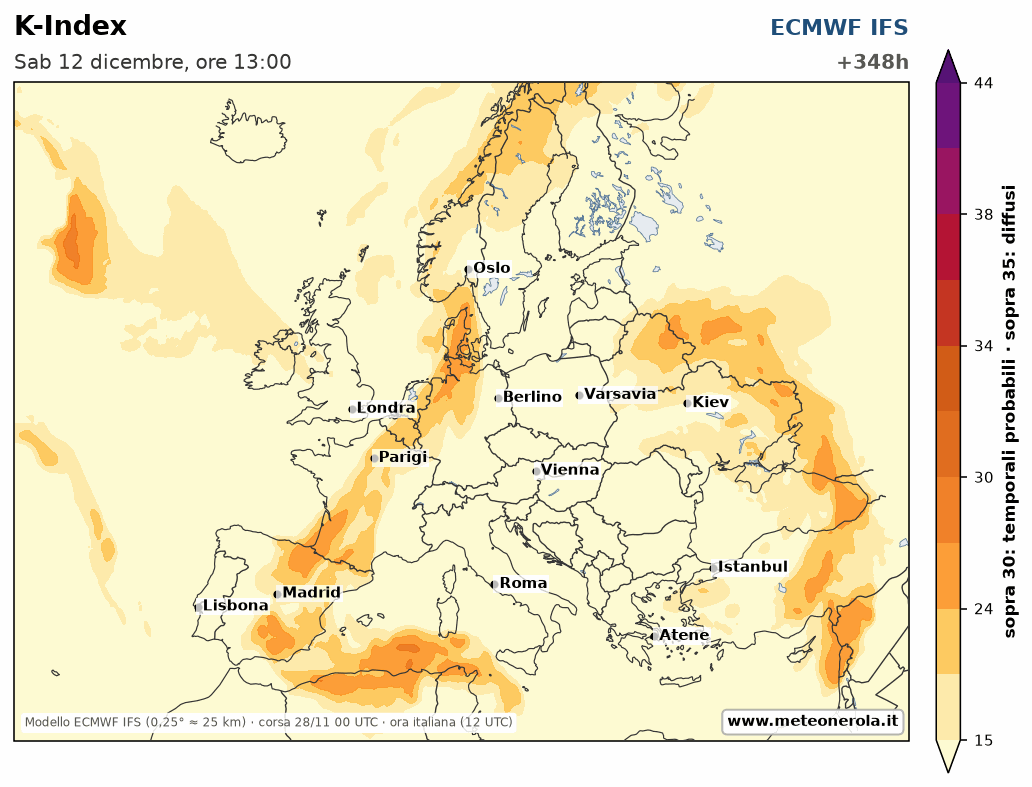 K-Index
ECMWF IFS
Sab 12 dicembre, ore 13:00
+348h
44
38
34
30
24
15
sopra 30: temporali probabili · sopra 35: diffusi
Oslo
Berlino
Varsavia
Londra
Kiev
Parigi
Vienna
Istanbul
Roma
Madrid
Lisbona
Atene
Modello ECMWF IFS (0,25° ≈ 25 km) · corsa 28/11 00 UTC · ora italiana (12 UTC)
www.meteonerola.it